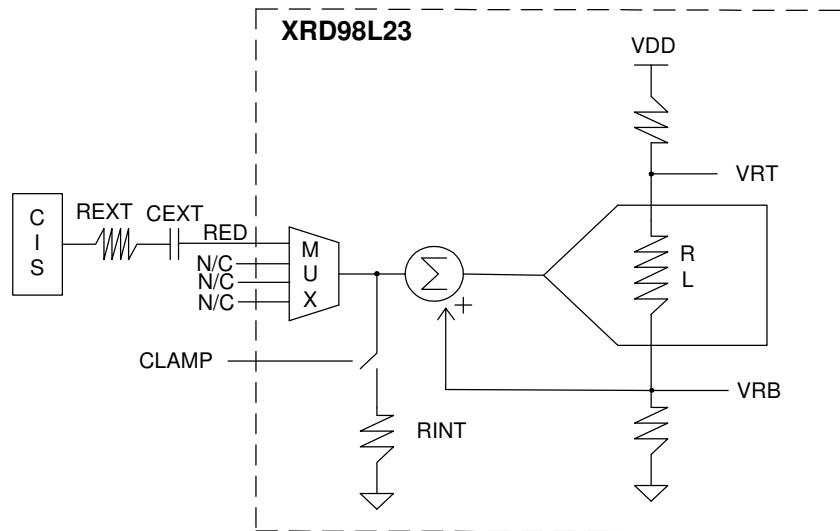 XRD98L23
VDD
VRT
C
I
S
REXT
CEXT
RED
N/C
N/C
N/C
M
U
X
Σ
+
R
L
CLAMP
RINT
VRB